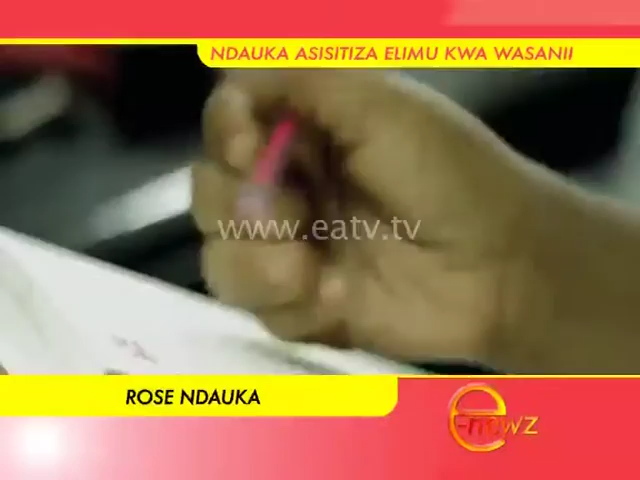 NDAUKA ASISITIZA ELIMU KWA WASANII
www.eatv.tv
ROSE NDAUKA
e-newz